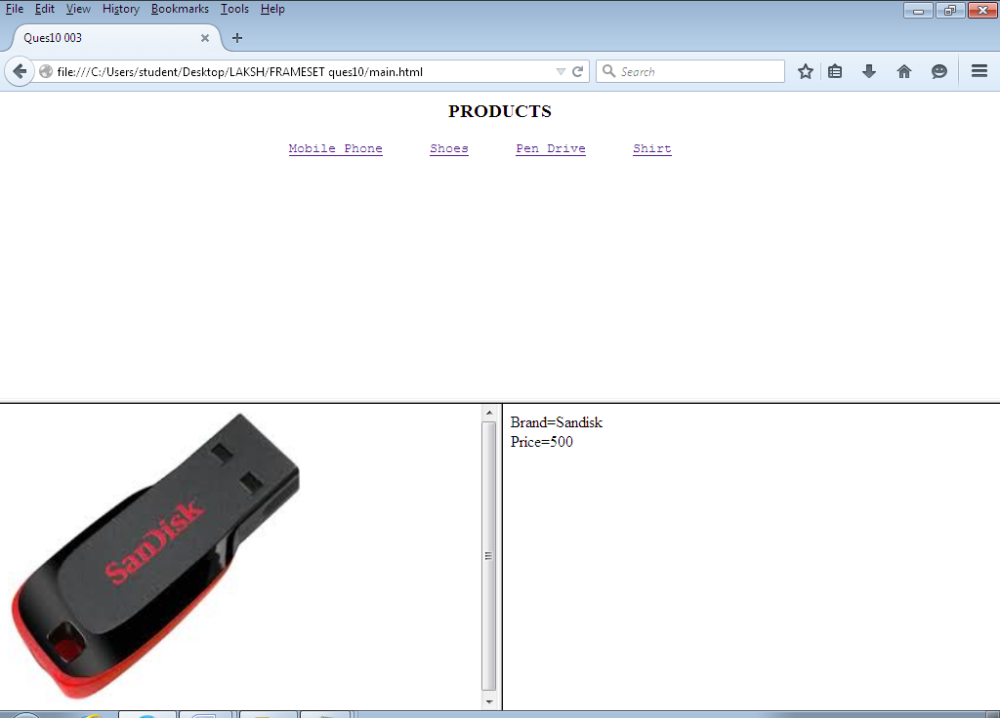 File Edit View History Bookmarks Tools Help
Ques10 003
file:///C:/Users/student/Desktop/LAKSH/FRAMESET ques10/main.html
Search
PRODUCTS
Mobile Phone Shoes Pen Drive Shirt
SanDisk
Brand=Sandisk
Price=500